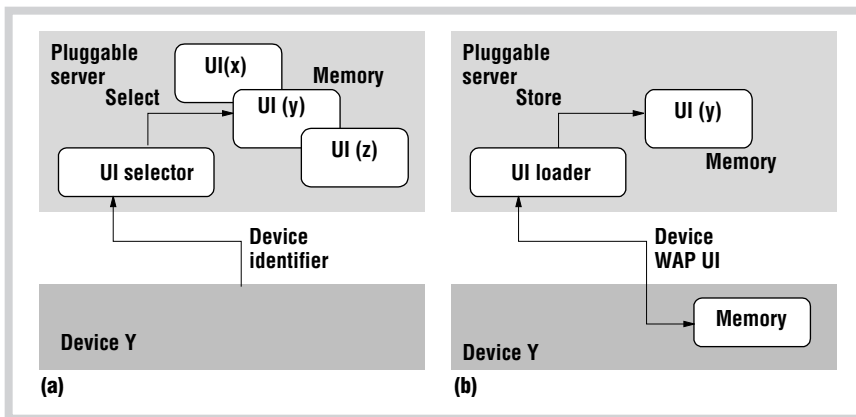 Pluggable
server
UI(x)
Memory
Select
UI (y)
UI (z)
UI selector
Device
identifier
Device Y
(a)
Pluggable
server
Store
UI (y)
Memory
UI loader
Device
WAP UI
Memory
Device Y
(b)